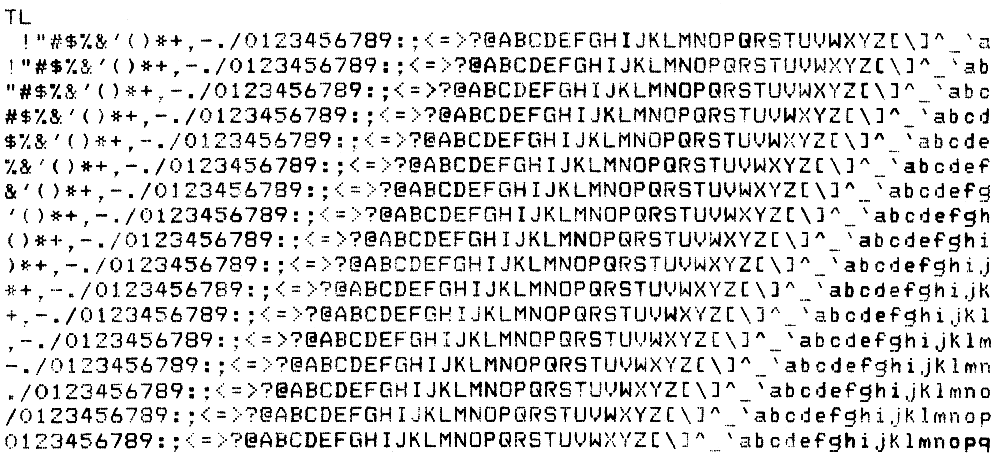 TL
 !"#$%&'()*+,-./0123456789:;<=>?@ABCDEFGHIJKLMNOPQRSTUVWXYZ[\]^_`a
!"#$%&'()*+,-./0123456789:;<=>?@ABCDEFGHIJKLMNOPQRSTUVWXYZ[\]^_`ab
"#$%&'()*+,-./0123456789:;<=>?@ABCDEFGHIJKLMNOPQRSTUVWXYZ[\]^_`abc
#$%&'()*+,-./0123456789:;<=>?@ABCDEFGHIJKLMNOPQRSTUVWXYZ[\]^_`abcd
$%&'()*+,-./0123456789:;<=>?@ABCDEFGHIJKLMNOPQRSTUVWXYZ[\]^_`abcde
%&'()*+,-./0123456789:;<=>?@ABCDEFGHIJKLMNOPQRSTUVWXYZ[\]^_`abcdef
&'()*+,-./0123456789:;<=>?@ABCDEFGHIJKLMNOPQRSTUVWXYZ[\]^_`abcdefg
'()*+,-./0123456789:;<=>?@ABCDEFGHIJKLMNOPQRSTUVWXYZ[\]^_`abcdefgh
()*+,-./0123456789:;<=>?@ABCDEFGHIJKLMNOPQRSTUVWXYZ[\]^_`abcdefghi
)*+,-./0123456789:;<=>?@ABCDEFGHIJKLMNOPQRSTUVWXYZ[\]^_`abcdefghij
*+,-./0123456789:;<=>?@ABCDEFGHIJKLMNOPQRSTUVWXYZ[\]^_`abcdefghijk
+,-./0123456789:;<=>?@ABCDEFGHIJKLMNOPQRSTUVWXYZ[\]^_`abcdefghijkl
,-./0123456789:;<=>?@ABCDEFGHIJKLMNOPQRSTUVWXYZ[\]^_`abcdefghijklm
-./0123456789:;<=>?@ABCDEFGHIJKLMNOPQRSTUVWXYZ[\]^_`abcdefghijklmn
./0123456789:;<=>?@ABCDEFGHIJKLMNOPQRSTUVWXYZ[\]^_`abcdefghijklmno
/0123456789:;<=>?@ABCDEFGHIJKLMNOPQRSTUVWXYZ[\]^_`abcdefghijklmnop
0123456789:;<=>?@ABCDEFGHIJKLMNOPQRSTUVWXYZ[\]^_`abcdefghijklmnopq